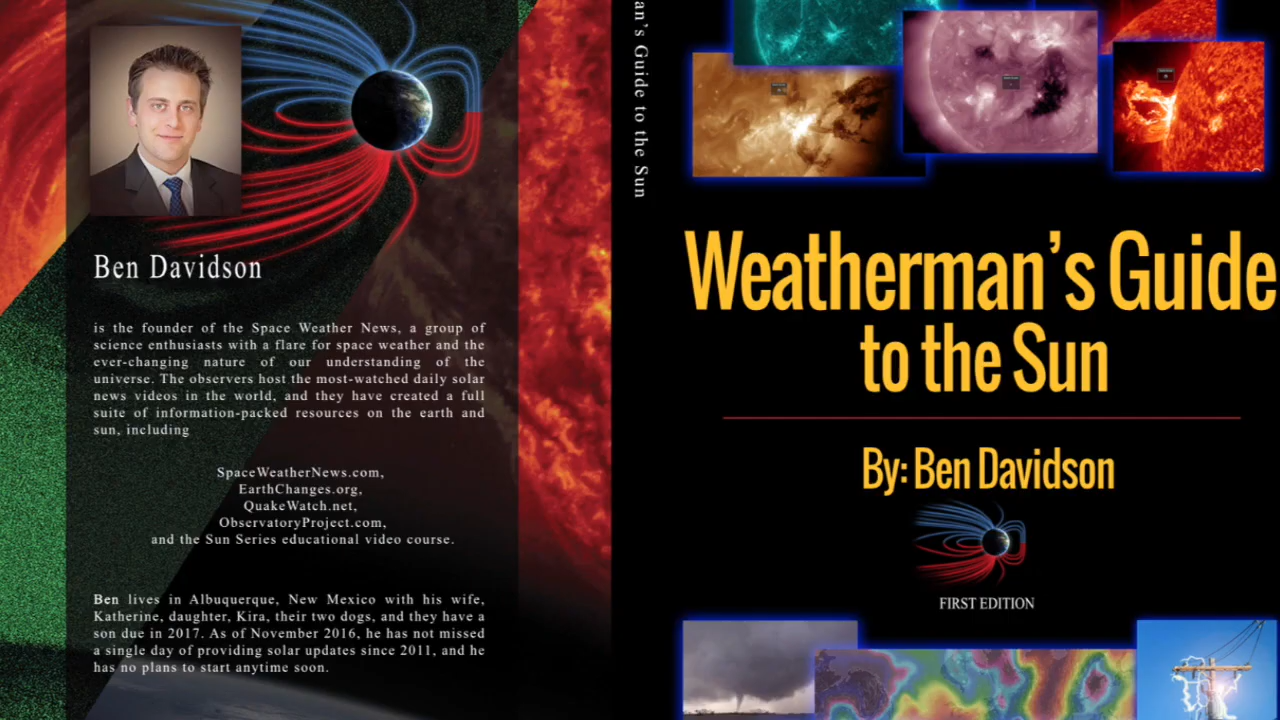 Ben Davidson
is the founder of the Space Weather News, a group of
science enthusiasts with a flare for space weather and the
ever-changing nature of our understanding of the
universe. The observers host the most-watched daily solar
news videos in the world, and they have created a full
suite of information-packed resources on the earth and
sun, including
SpaceWeatherNews.com,
EarthChanges.org,
QuakeWatch.net,
ObservatoryProject.com,
and the Sun Series educational video course.
Ben lives in Albuquerque, New Mexico with his wife,
Katherine, daughter, Kira, their two dogs, and they have a
son due in 2017. As of November 2016, he has not missed
a single day of providing solar updates since 2011, and he
has no plans to start anytime soon.
an's Guide to the Sun
Weatherman's Guide
to the Sun
By: Ben Davidson
FIRST EDITION